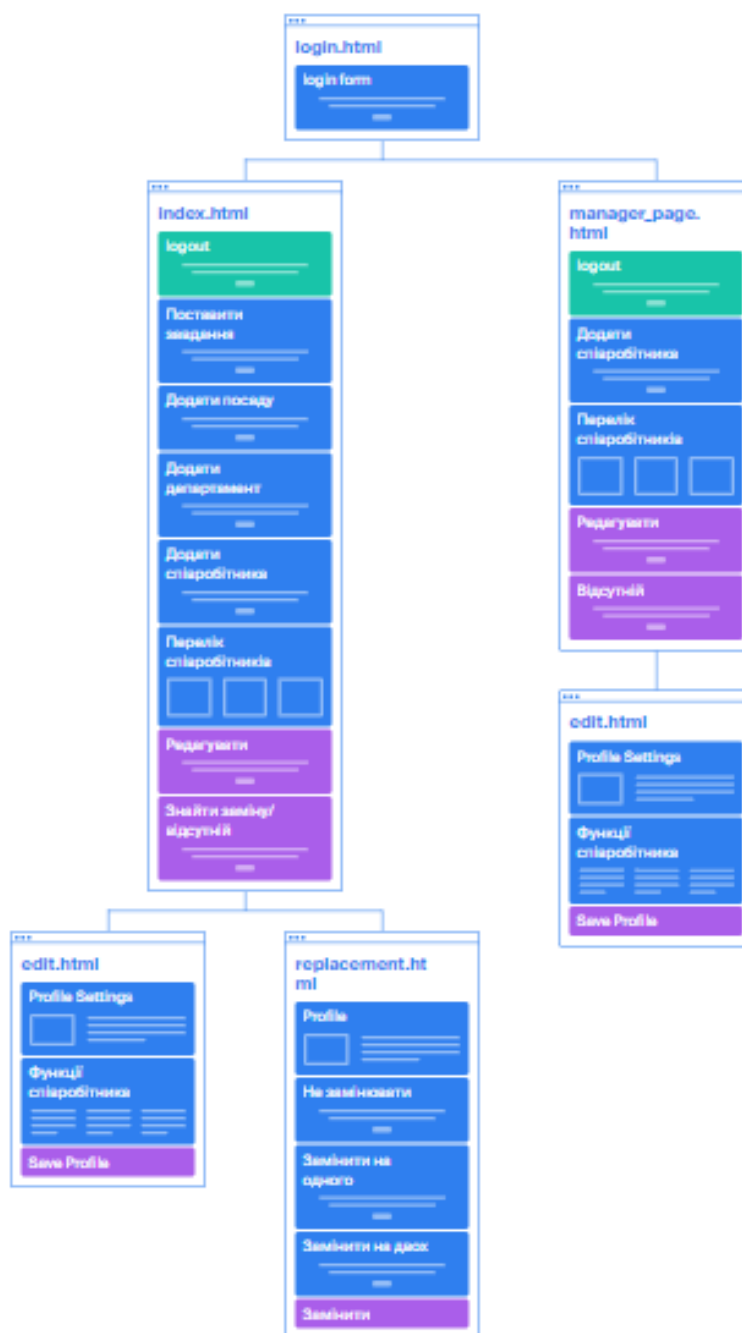 login.html
login form
index.html
logout
Поставити
завдання
Додати посаду
Додати
департамент
Додати
співробітника
Перелік
співробітників
Редагувати
Знайти заміну/
відсутній
manager_page.
html
logout
Додати
співробітника
Перелік
співробітників
Редагувати
Відсутній
edit.html
Profile Settings
Функції
співробітника
Save Profile
edit.html
Profile Settings
Функції
співробітника
Save Profile
replacement.ht
ml
Profile
Не замінювати
Замінити на
одного
Замінити на двох
Замінити